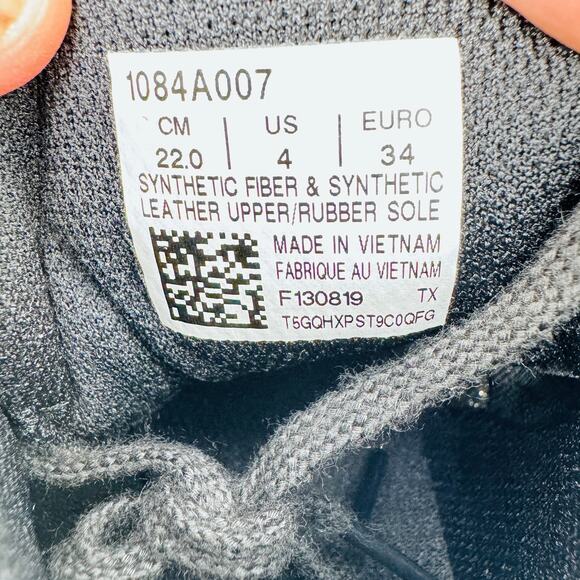 1084A007
CM | US | EURO
22.0 | 4 | 34
SYNTHETIC FIBER & SYNTHETIC
LEATHER UPPER/RUBBER SOLE
MADE IN VIETNAM
FABRIQUE AU VIETNAM
F130819 TX
T5GQHXPST9C0QFG